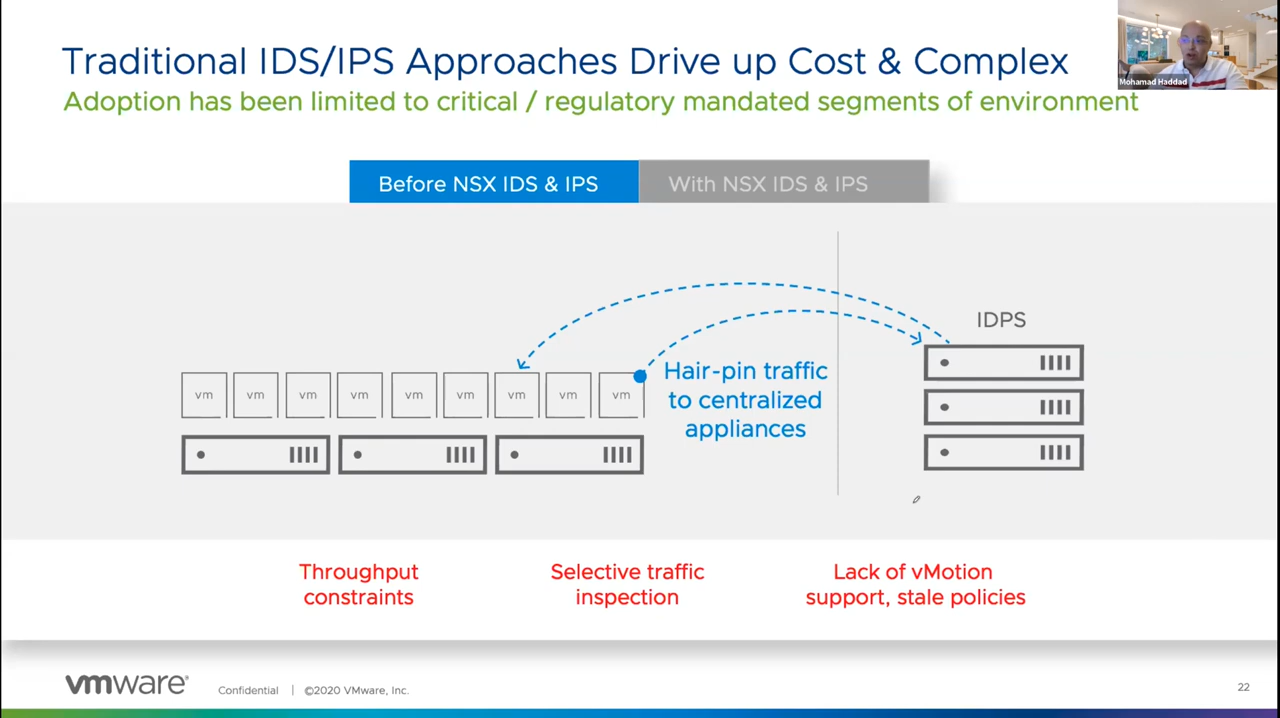 Traditional IDS/IPS Approaches Drive up Cost & Complex
Adoption has been limited to critical / regulatory mandated segments of environment
Mohamad Haddad
Before NSX IDS & IPS
With NSX IDS & IPS
IDPS
Hair-pin traffic
to centralized
appliances
vm vm vm vm vm vm vm vm vm
Throughput
constraints
Selective traffic
inspection
Lack of vMotion
support, stale policies
vmware®
Confidential | ©2020 VMware, Inc.
22